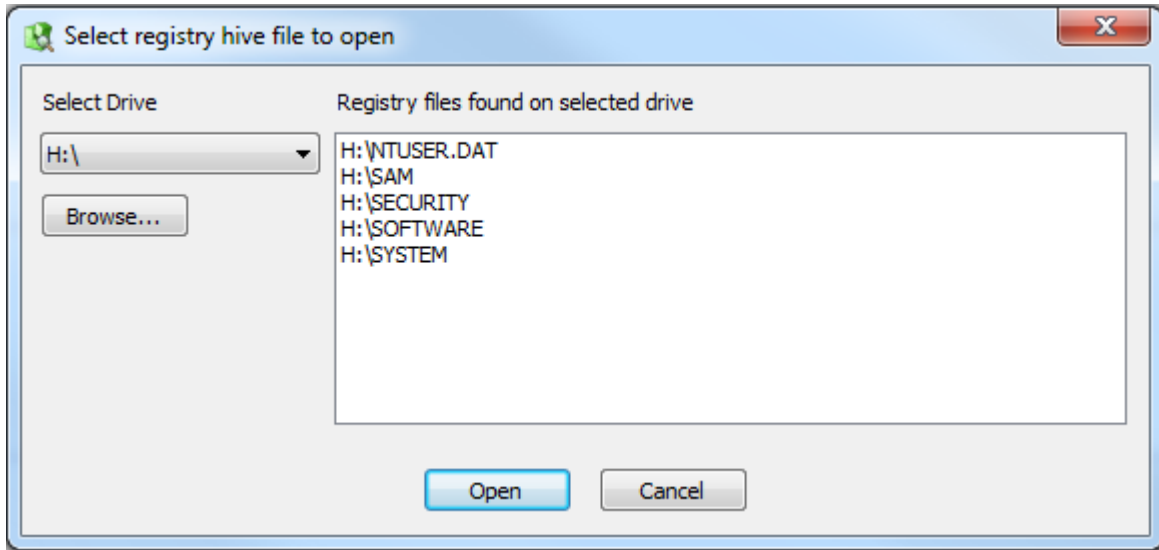 Select registry hive file to open
Select Drive
Registry files found on selected drive
H:\
Browse...
H:\NTUSER.DAT
H:\SAM
H:\SECURITY
H:\SOFTWARE
H:\SYSTEM
Open
Cancel